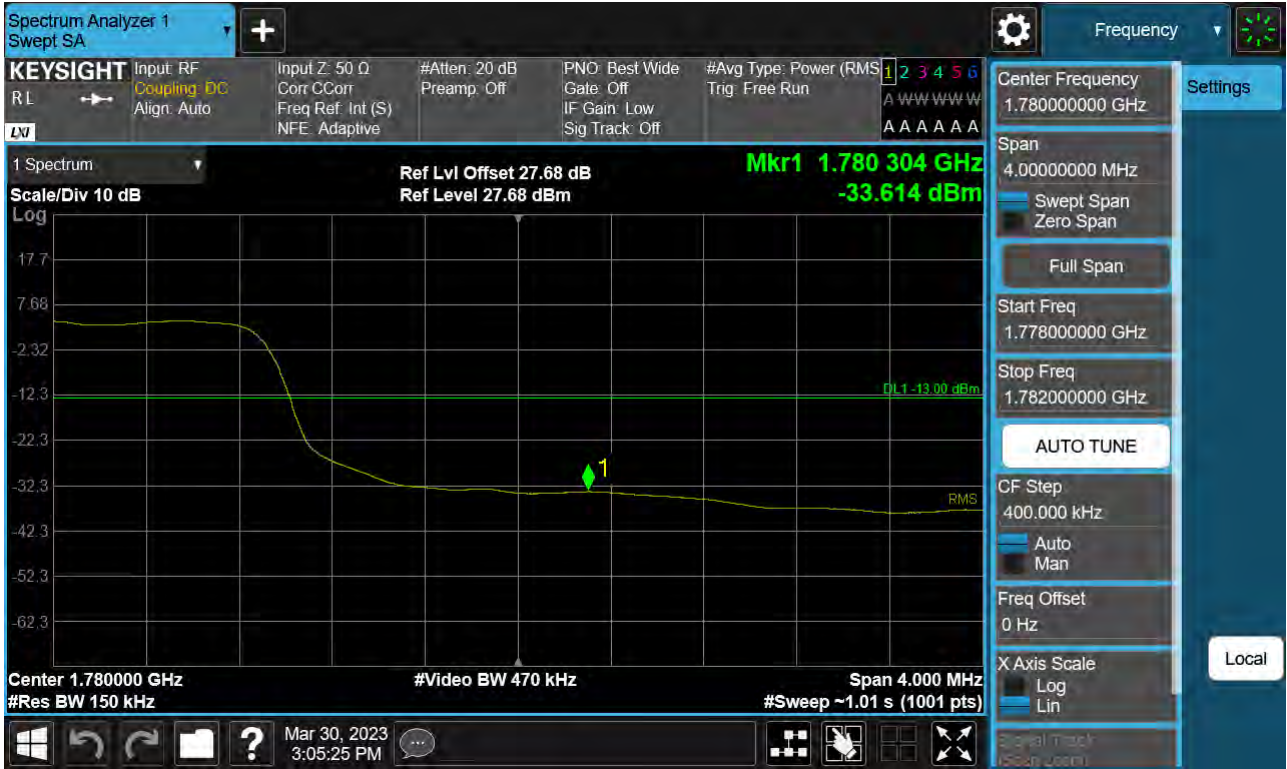 Spectrum Analyzer 1
Swept SA
+
Frequency
KEYSIGHT
R L
LXI
Input: RF
Coupling: DC
Align: Auto
Input Z: 50 Ω
Corr CCorr
Freq Ref: Int (S)
NFE: Adaptive
#Atten: 20 dB
Preamp: Off
PNO: Best Wide
Gate: Off
IF Gain: Low
Sig Track: Off
#Avg Type: Power (RMS
Trig: Free Run
1 2 3 4 5 6
A W W W W W
A A A A A A
1 Spectrum
Scale/Div 10 dB
Log
Ref Lvl Offset 27.68 dB
Ref Level 27.68 dBm
Mkr1 1.780 304 GHz
-33.614 dBm
17.7
7.68
-2.32
-12.3
-22.3
-32.3
-42.3
-52.3
-62.3
DL1 -13.00 dBm
1
RMS
Center 1.780000 GHz
#Res BW 150 kHz
#Video BW 470 kHz
Span 4.000 MHz
#Sweep ~1.01 s (1001 pts)
Center Frequency
1.780000000 GHz
Settings
Span
4.00000000 MHz
Swept Span
Zero Span
Full Span
Start Freq
1.778000000 GHz
Stop Freq
1.782000000 GHz
AUTO TUNE
CF Step
400.000 kHz
Auto
Man
Freq Offset
0 Hz
X Axis Scale
Log
Lin
Local
Signal Track
(Span Zoom)
?
Mar 30, 2023
3:05:25 PM